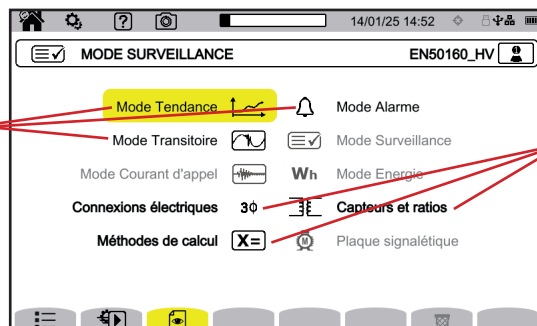 ?
14/01/25 14:52
MODE SURVEILLANCE
EN50160_HV
Mode Tendance
Mode Alarme
Mode Transitoire
Mode Surveillance
Mode Courant d'appel
Wh
Mode Energie
Connexions électriques
3ϕ
Capteurs et ratios
Méthodes de calcul
X=
M
Plaque signalétique